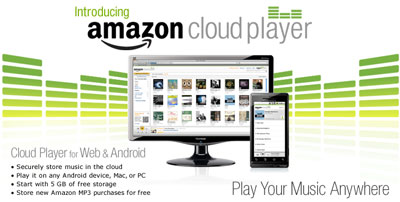 Introducing
amazon cloud player
Cloud Player for Web & Android
• Securely store music in the cloud
• Play it on any Android device, Mac, or PC
• Start with 5 GB of free storage
• Store new Amazon MP3 purchases for free
Play Your Music Anywhere